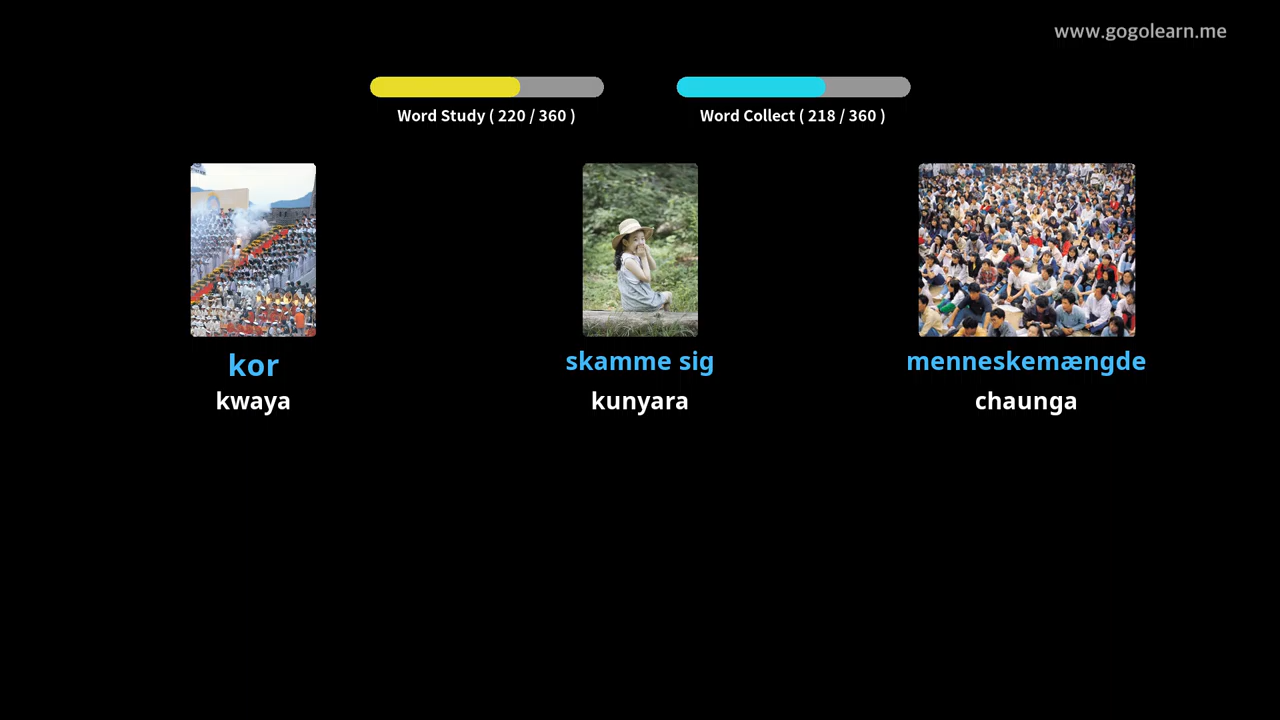 www.gogolearn.me
Word Study ( 220 / 360 )
Word Collect ( 218 / 360 )
kor
kwaya
skamme sig
kunyara
menneskemængde
chaunga